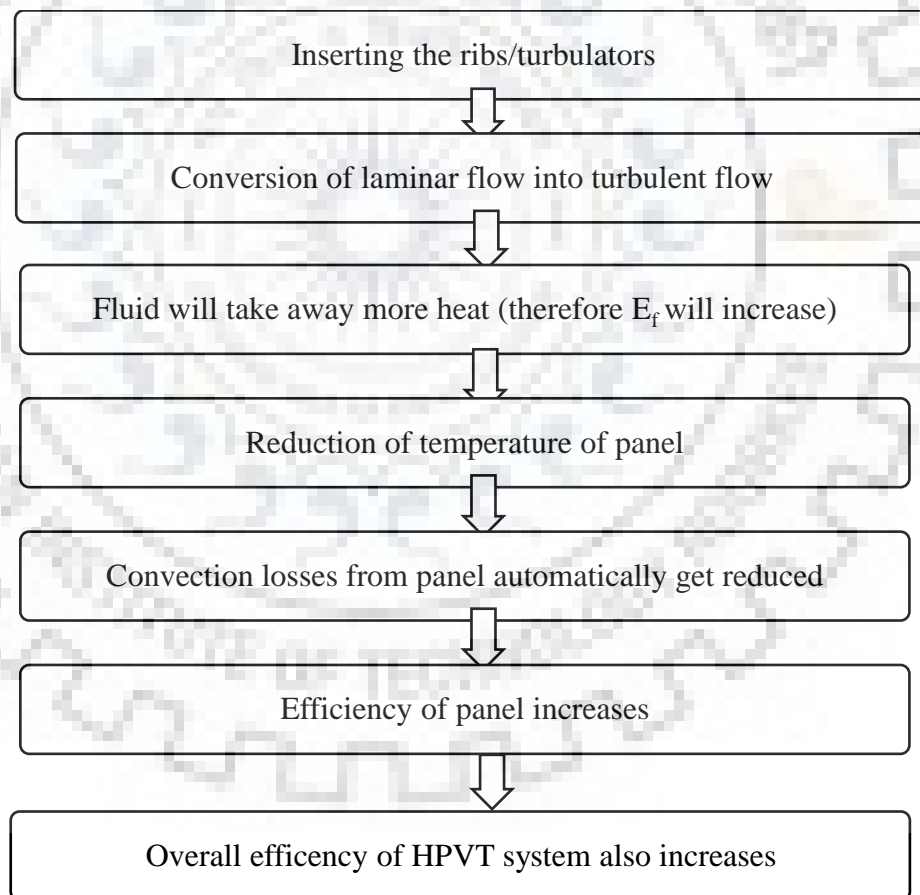 Inserting the ribs/turbulators
Conversion of laminar flow into turbulent flow
Fluid will take away more heat (therefore E_f will increase)
Reduction of temperature of panel
Convection losses from panel automatically get reduced
Efficiency of panel increases
Overall efficency of HPVT system also increases